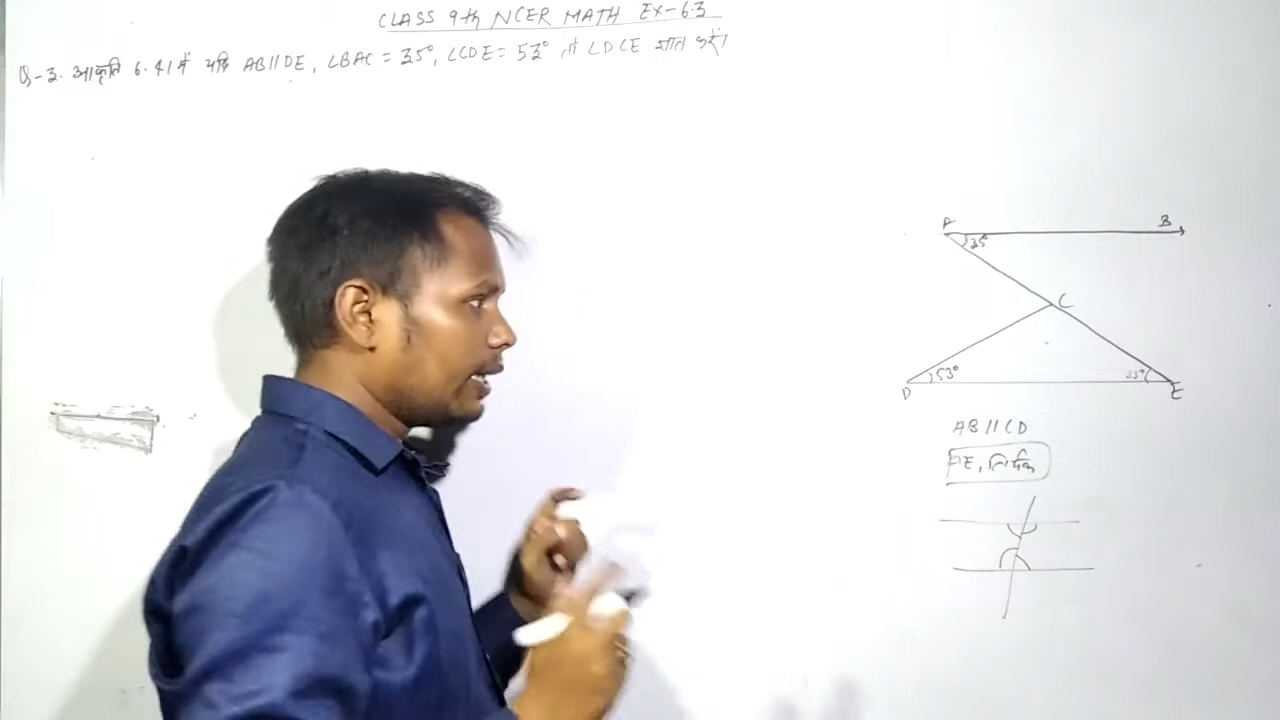 CLASS 9th NCER MATH EX-6.3
Q-3. आकृति 6.41 में यदि AB||DE, ∠BAC = 35°, ∠CDE = 53° तो ∠DCE ज्ञात करें।
A B
35°
C
53° 35°
D E
AB||CD
AE, तिर्यक